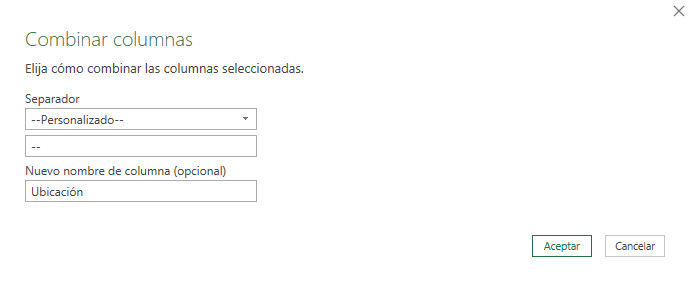 Combinar columnas
Elija cómo combinar las columnas seleccionadas.
Separador
--Personalizado--
--
Nuevo nombre de columna (opcional)
Ubicación
Aceptar
Cancelar